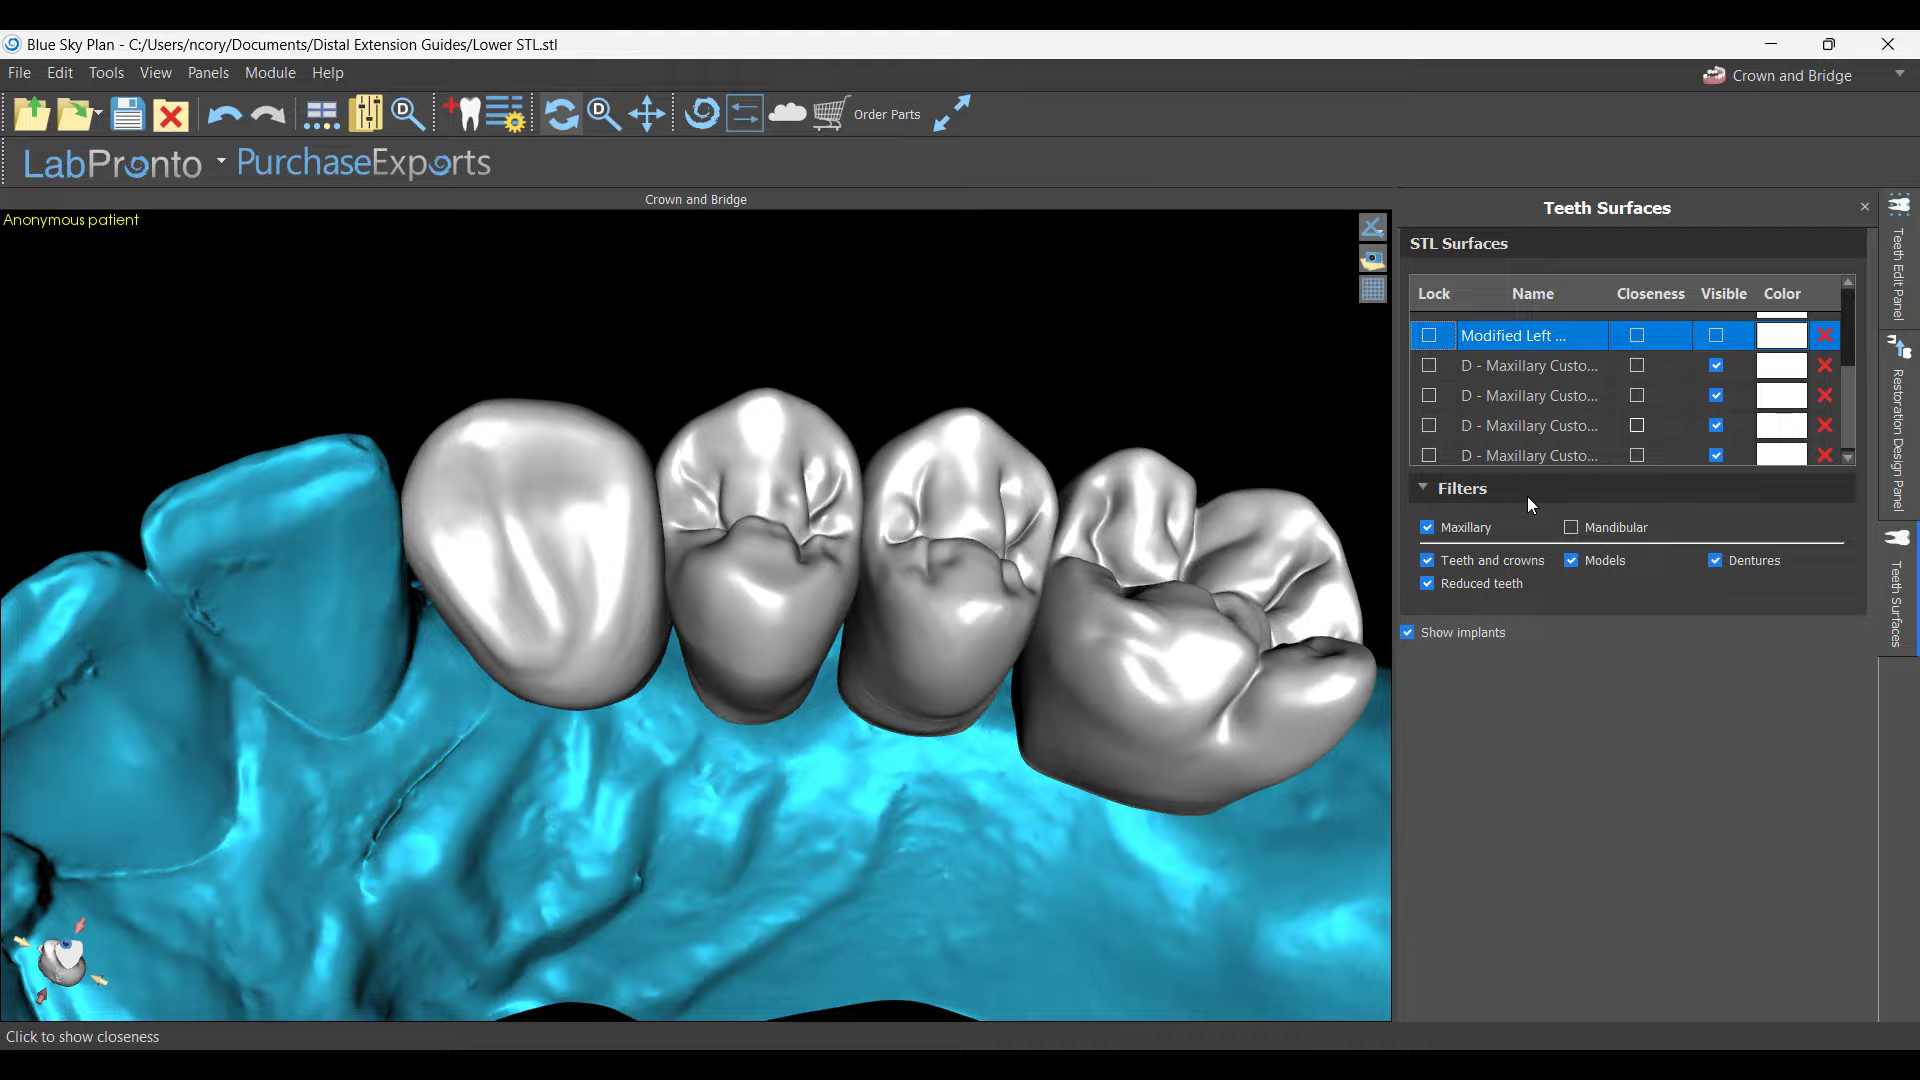 Blue Sky Plan - C:/Users/ncory/Documents/Distal Extension Guides/Lower STL.stl
File Edit Tools View Panels Module Help
Crown and Bridge
Order Parts
LabPronto PurchaseExports
Crown and Bridge
Anonymous patient
Teeth Surfaces
STL Surfaces
Lock Name Closeness Visible Color
Modified Left ...
D - Maxillary Custo...
D - Maxillary Custo...
D - Maxillary Custo...
D - Maxillary Custo...
Filters
Maxillary Mandibular
Teeth and crowns Models Dentures
Reduced teeth
Show implants
Teeth Edit Panel
Restoration Design Panel
Teeth Surfaces
Click to show closeness